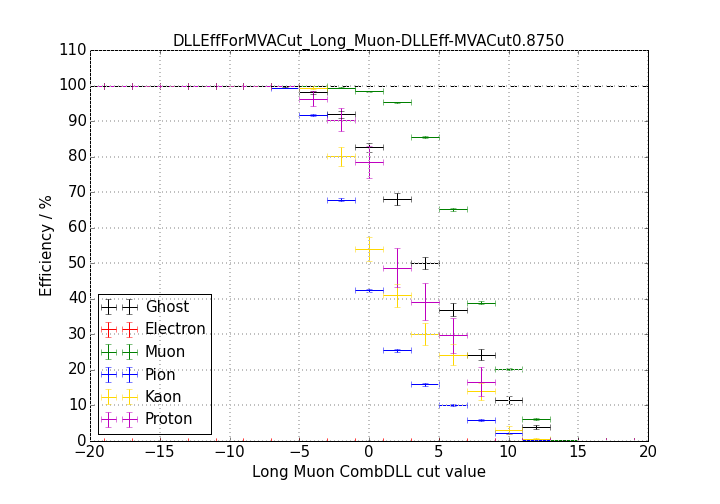 DLLEffForMVACut_Long_Muon-DLLEff-MVACut0.8750
110
100
90
80
70
60
50
40
30
20
10
0
Efficiency / %
Ghost
Electron
Muon
Pion
Kaon
Proton
−20 −15 −10 −5 0 5 10 15 20
Long Muon CombDLL cut value